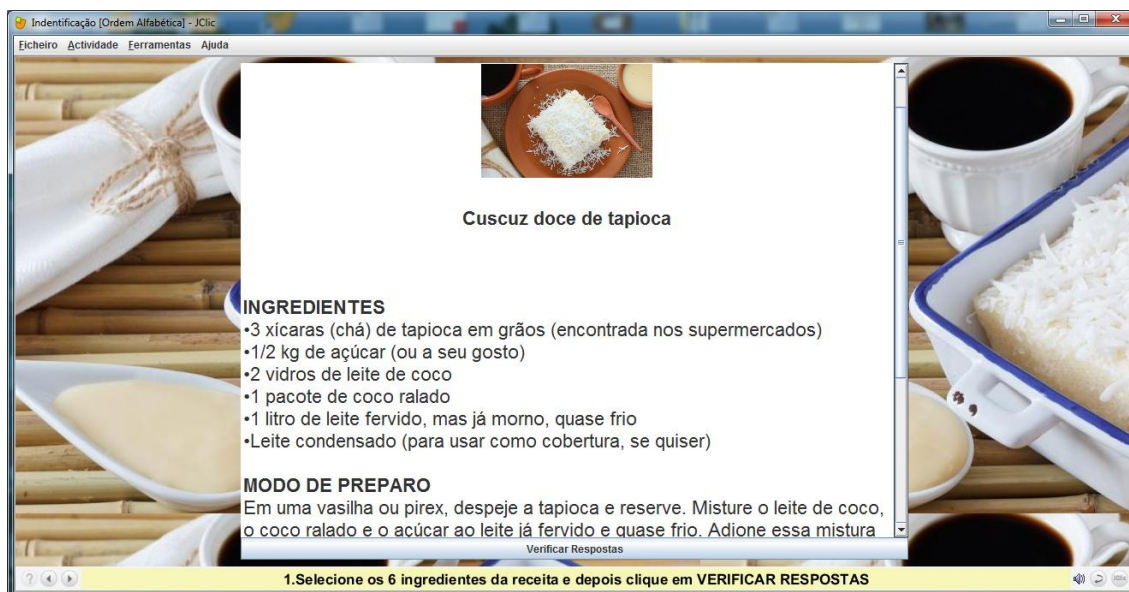 Indentificação [Ordem Alfabética] - JClic
Ficheiro Actividade Ferramentas Ajuda
Cuscuz doce de tapioca
INGREDIENTES
•3 xícaras (chá) de tapioca em grãos (encontrada nos supermercados)
•1/2 kg de açúcar (ou a seu gosto)
•2 vidros de leite de coco
•1 pacote de coco ralado
•1 litro de leite fervido, mas já morno, quase frio
•Leite condensado (para usar como cobertura, se quiser)
MODO DE PREPARO
Em uma vasilha ou pirex, despeje a tapioca e reserve. Misture o leite de coco,
o coco ralado e o açúcar ao leite já fervido e quase frio. Adione essa mistura
Verificar Respostas
1.Selecione os 6 ingredientes da receita e depois clique em VERIFICAR RESPOSTAS